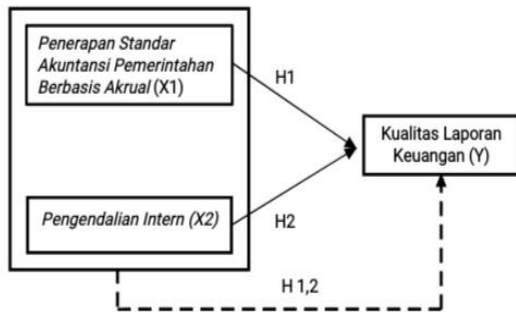 Penerapan Standar
Akuntansi Pemerintahan
Berbasis Akrual (X1)
H1
Kualitas Laporan
Keuangan (Y)
Pengendalian Intern (X2)
H2
H 1,2